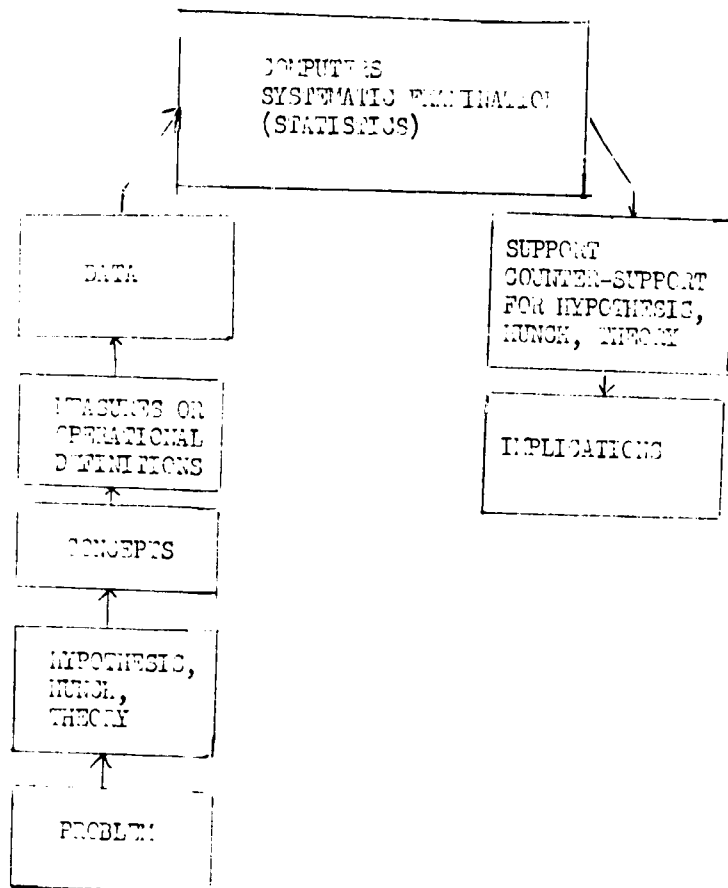 COMPUTERS
SYSTEMATIC EXAMINATION
(STATISTICS)
DATA
SUPPORT
COUNTER-SUPPORT
FOR HYPOTHESIS,
HUNCH, THEORY
MEASURES OR
OPERATIONAL
DEFINITIONS
IMPLICATIONS
CONCEPTS
HYPOTHESIS,
HUNCH,
THEORY
PROBLEM